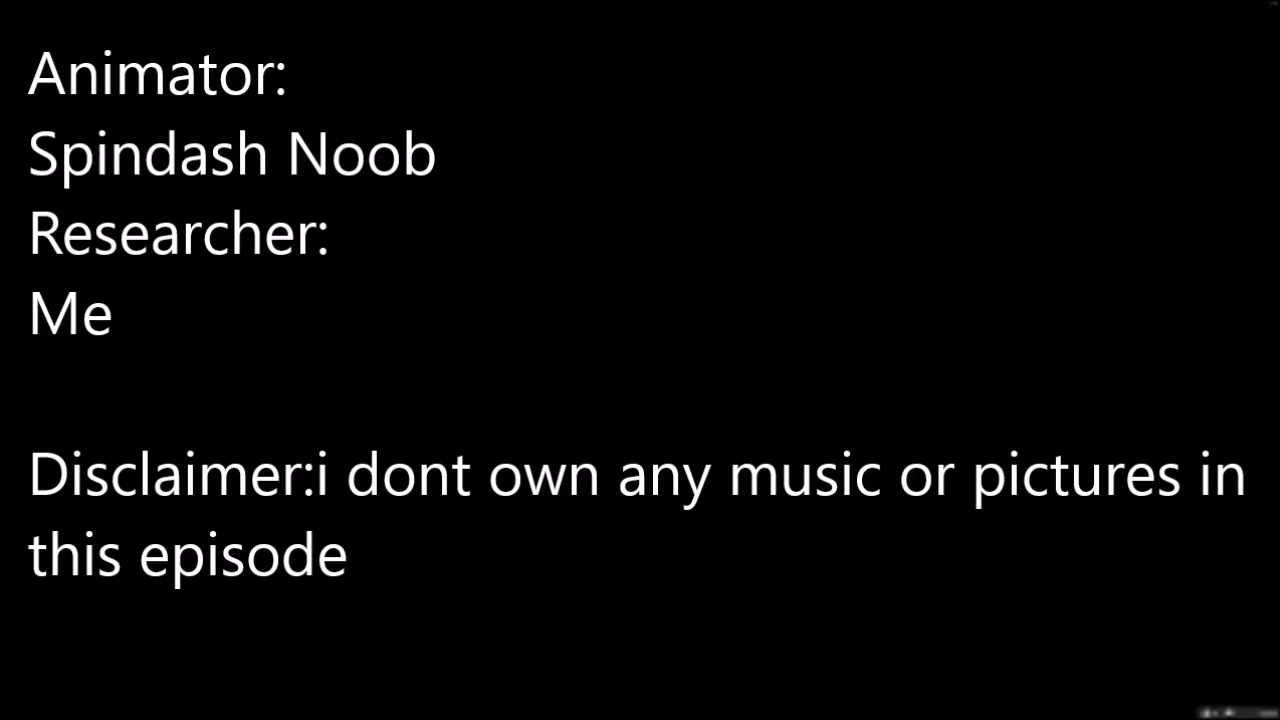 Animator:
Spindash Noob
Researcher:
Me
Disclaimer:i dont own any music or pictures in
this episode